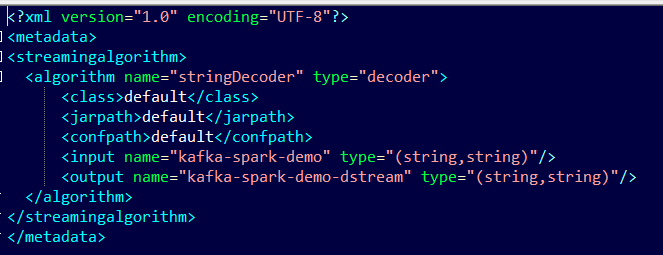 <?xml version="1.0" encoding="UTF-8"?>
<metadata>
<streamingalgorithm>
<algorithm name="stringDecoder" type="decoder">
<class>default</class>
<jarpath>default</jarpath>
<confpath>default</confpath>
<input name="kafka-spark-demo" type="(string,string)"/>
<output name="kafka-spark-demo-dstream" type="(string,string)"/>
</algorithm>
</streamingalgorithm>
</metadata>